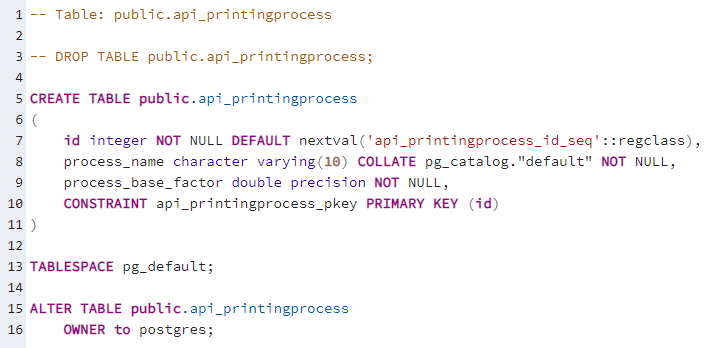 1 -- Table: public.api_printingprocess
2
3 -- DROP TABLE public.api_printingprocess;
4
5 CREATE TABLE public.api_printingprocess
6 (
7     id integer NOT NULL DEFAULT nextval('api_printingprocess_id_seq'::regclass),
8     process_name character varying(10) COLLATE pg_catalog."default" NOT NULL,
9     process_base_factor double precision NOT NULL,
10     CONSTRAINT api_printingprocess_pkey PRIMARY KEY (id)
11 )
12
13 TABLESPACE pg_default;
14
15 ALTER TABLE public.api_printingprocess
16     OWNER to postgres;